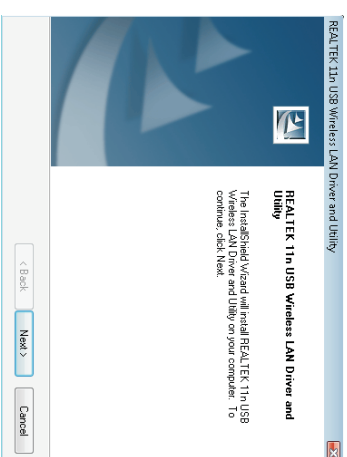 REALTEK 11n USB Wireless LAN Driver and Utility
REALTEK 11n USB Wireless LAN Driver and
Utility
The InstallShield Wizard will install REALTEK 11n USB
Wireless LAN Driver and Utility on your computer. To
continue, click Next.
< Back
Next >
Cancel